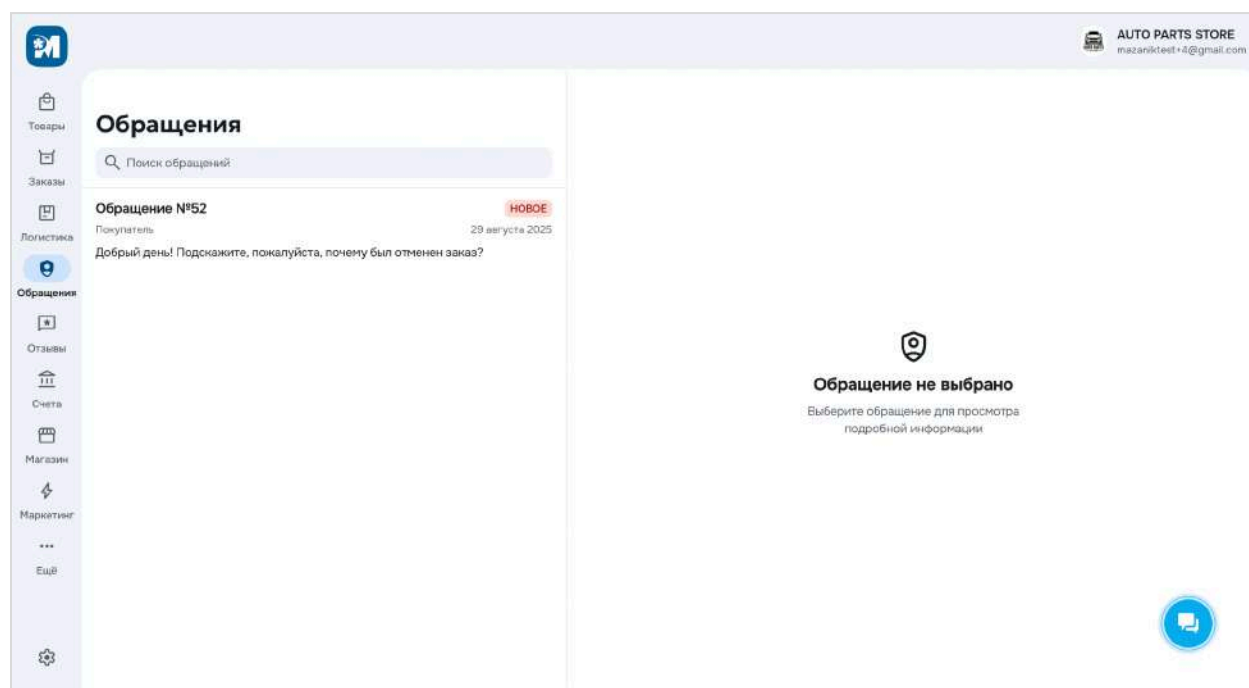 AUTO PARTS STORE
mazaniktest+4@gmail.com
Товары
Заказы
Логистика
Обращения
Отзывы
Счета
Магазин
Маркетинг
Ещё
Обращения
Поиск обращений
Обращение №52 НОВОЕ
Покупатель 29 августа 2025
Добрый день! Подскажите, пожалуйста, почему был отменен заказ?
Обращение не выбрано
Выберите обращение для просмотра
подробной информации